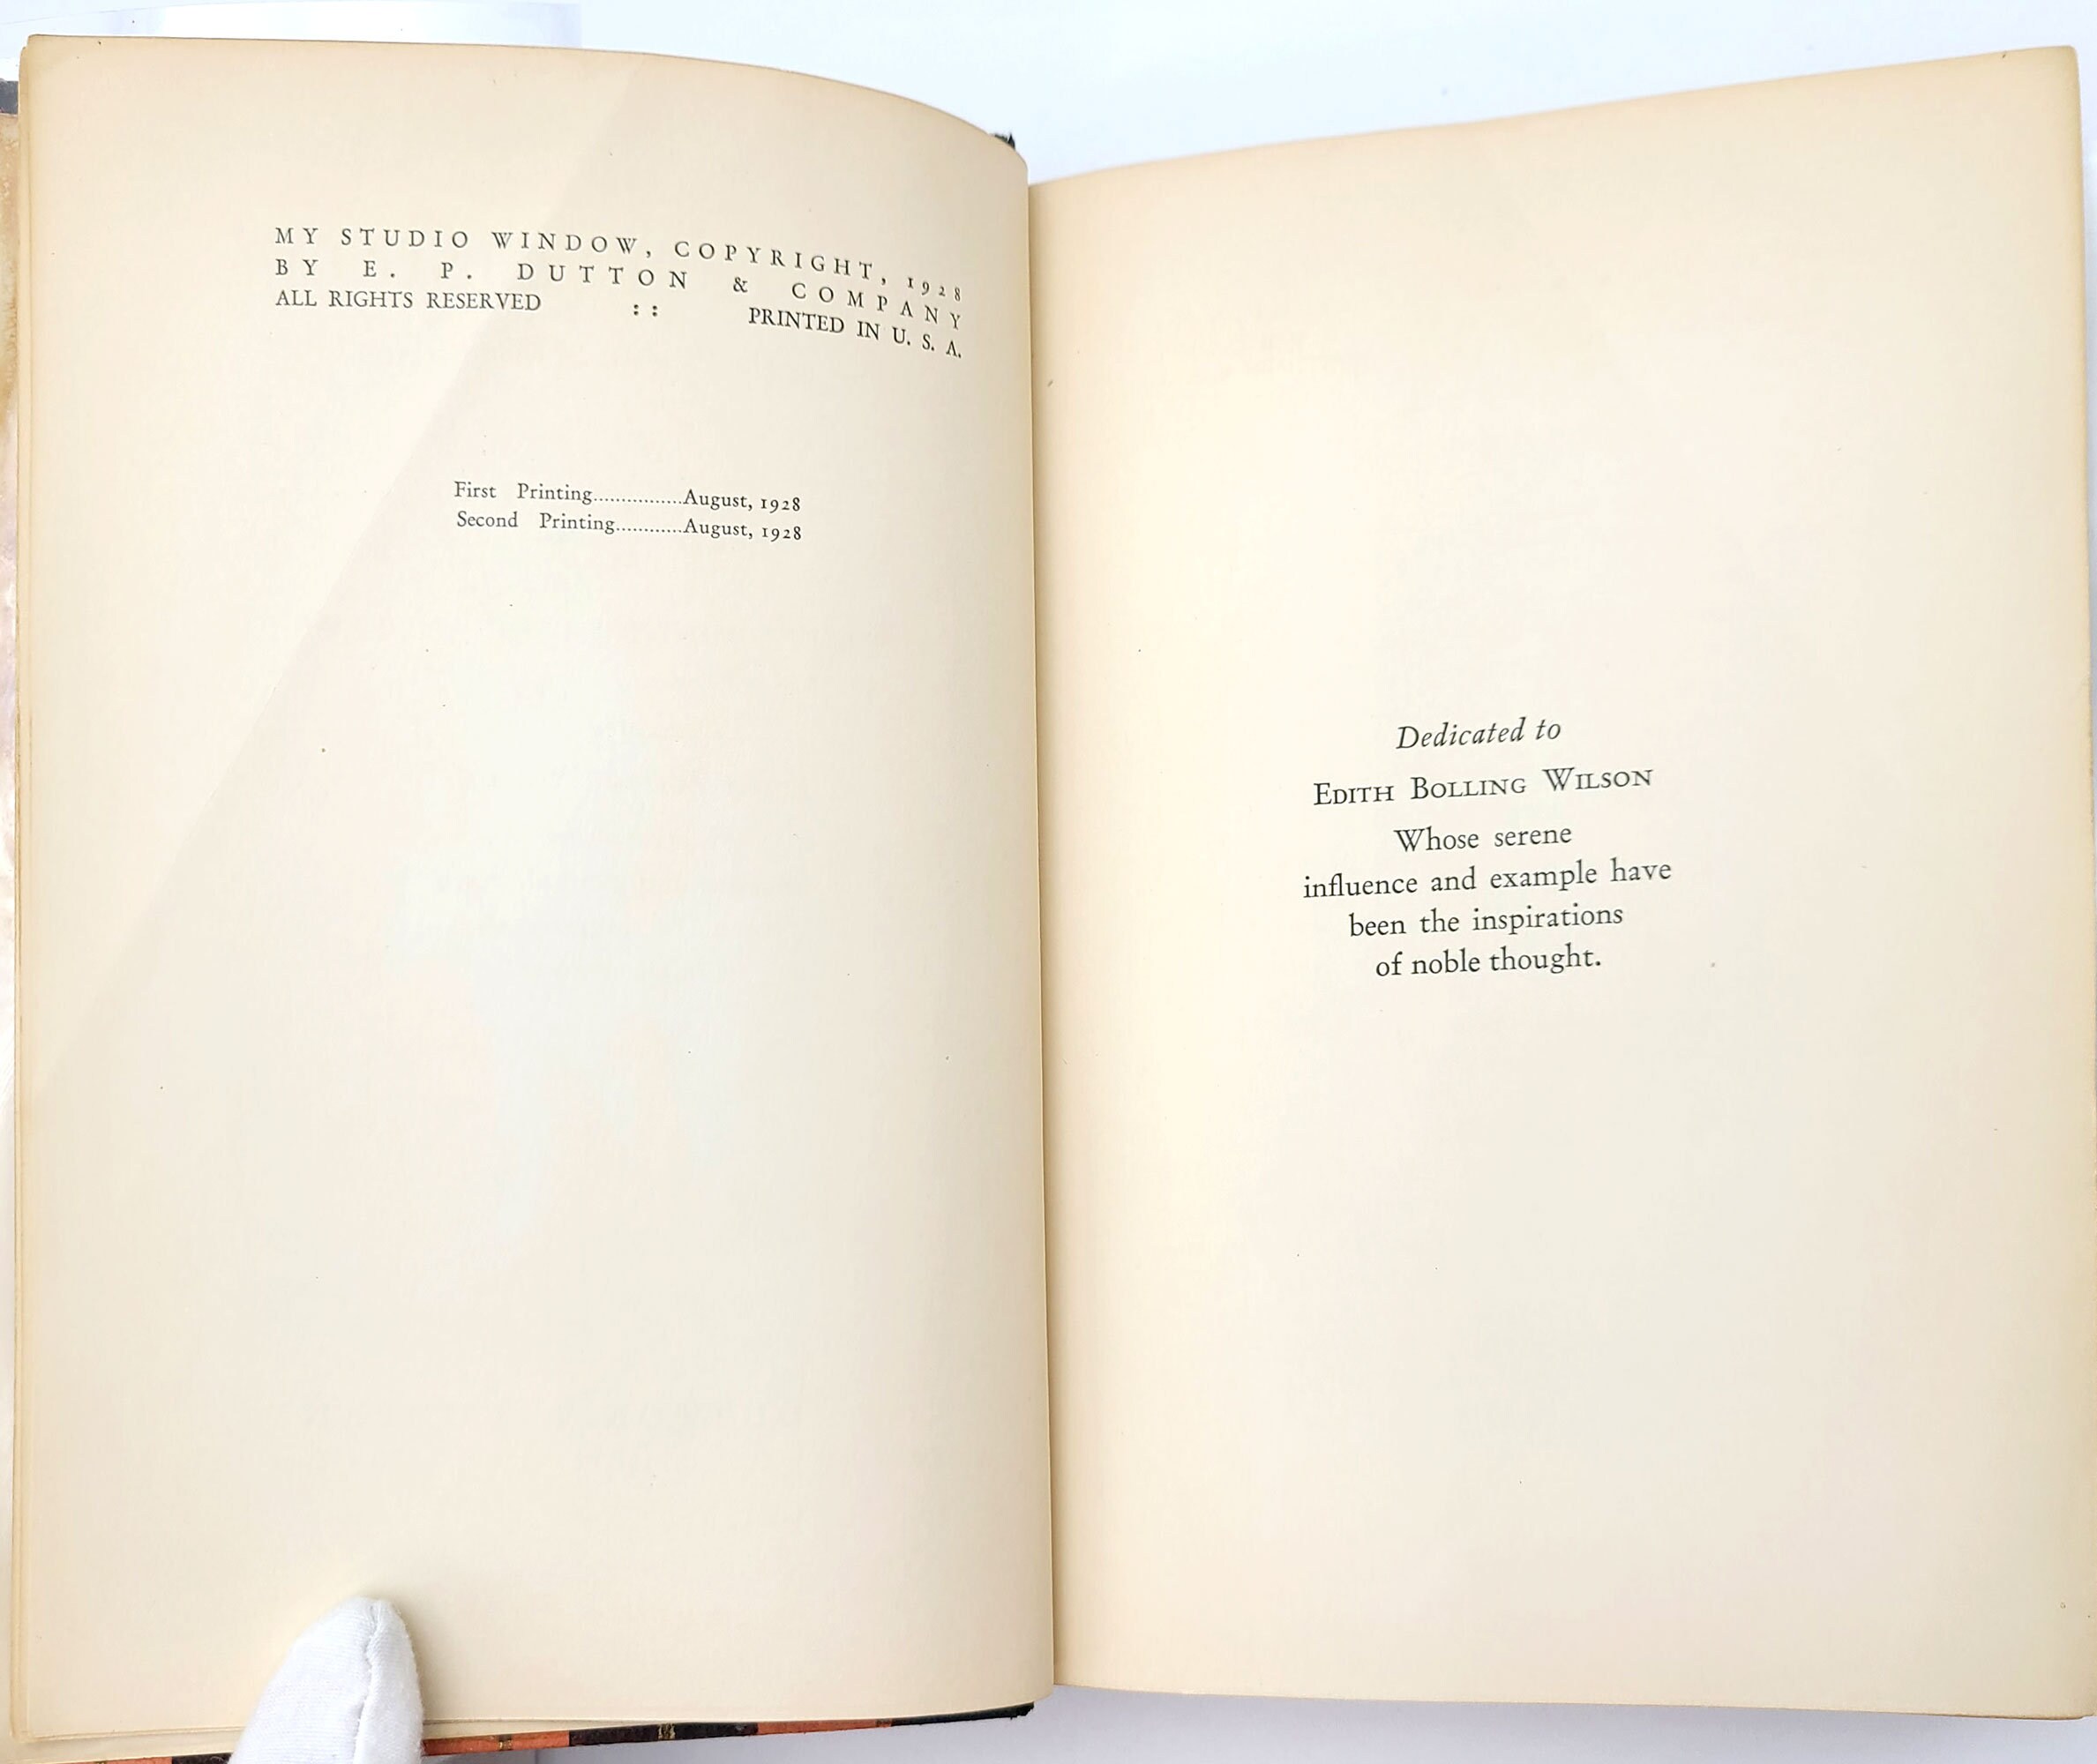 MY STUDIO WINDOW, COPYRIGHT, 1928
BY E. P. DUTTON & COMPANY
ALL RIGHTS RESERVED :: PRINTED IN U. S. A.
First Printing................August, 1928
Second Printing............August, 1928
Dedicated to
EDITH BOLLING WILSON
Whose serene
influence and example have
been the inspirations
of noble thought.